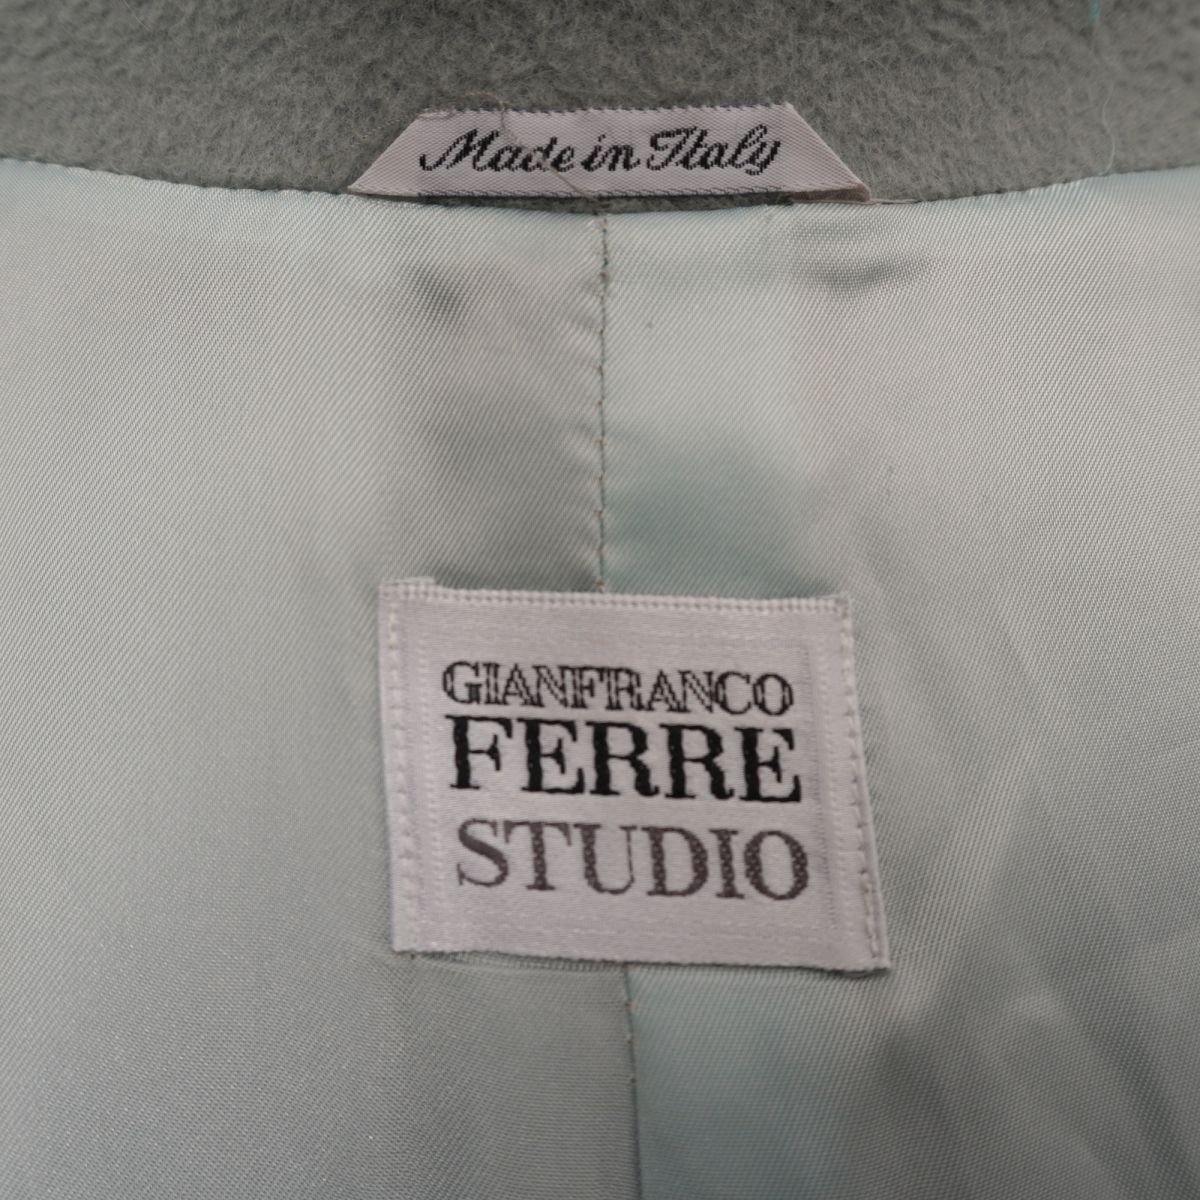 Made in Italy
GIANFRANCO
FERRE
STUDIO